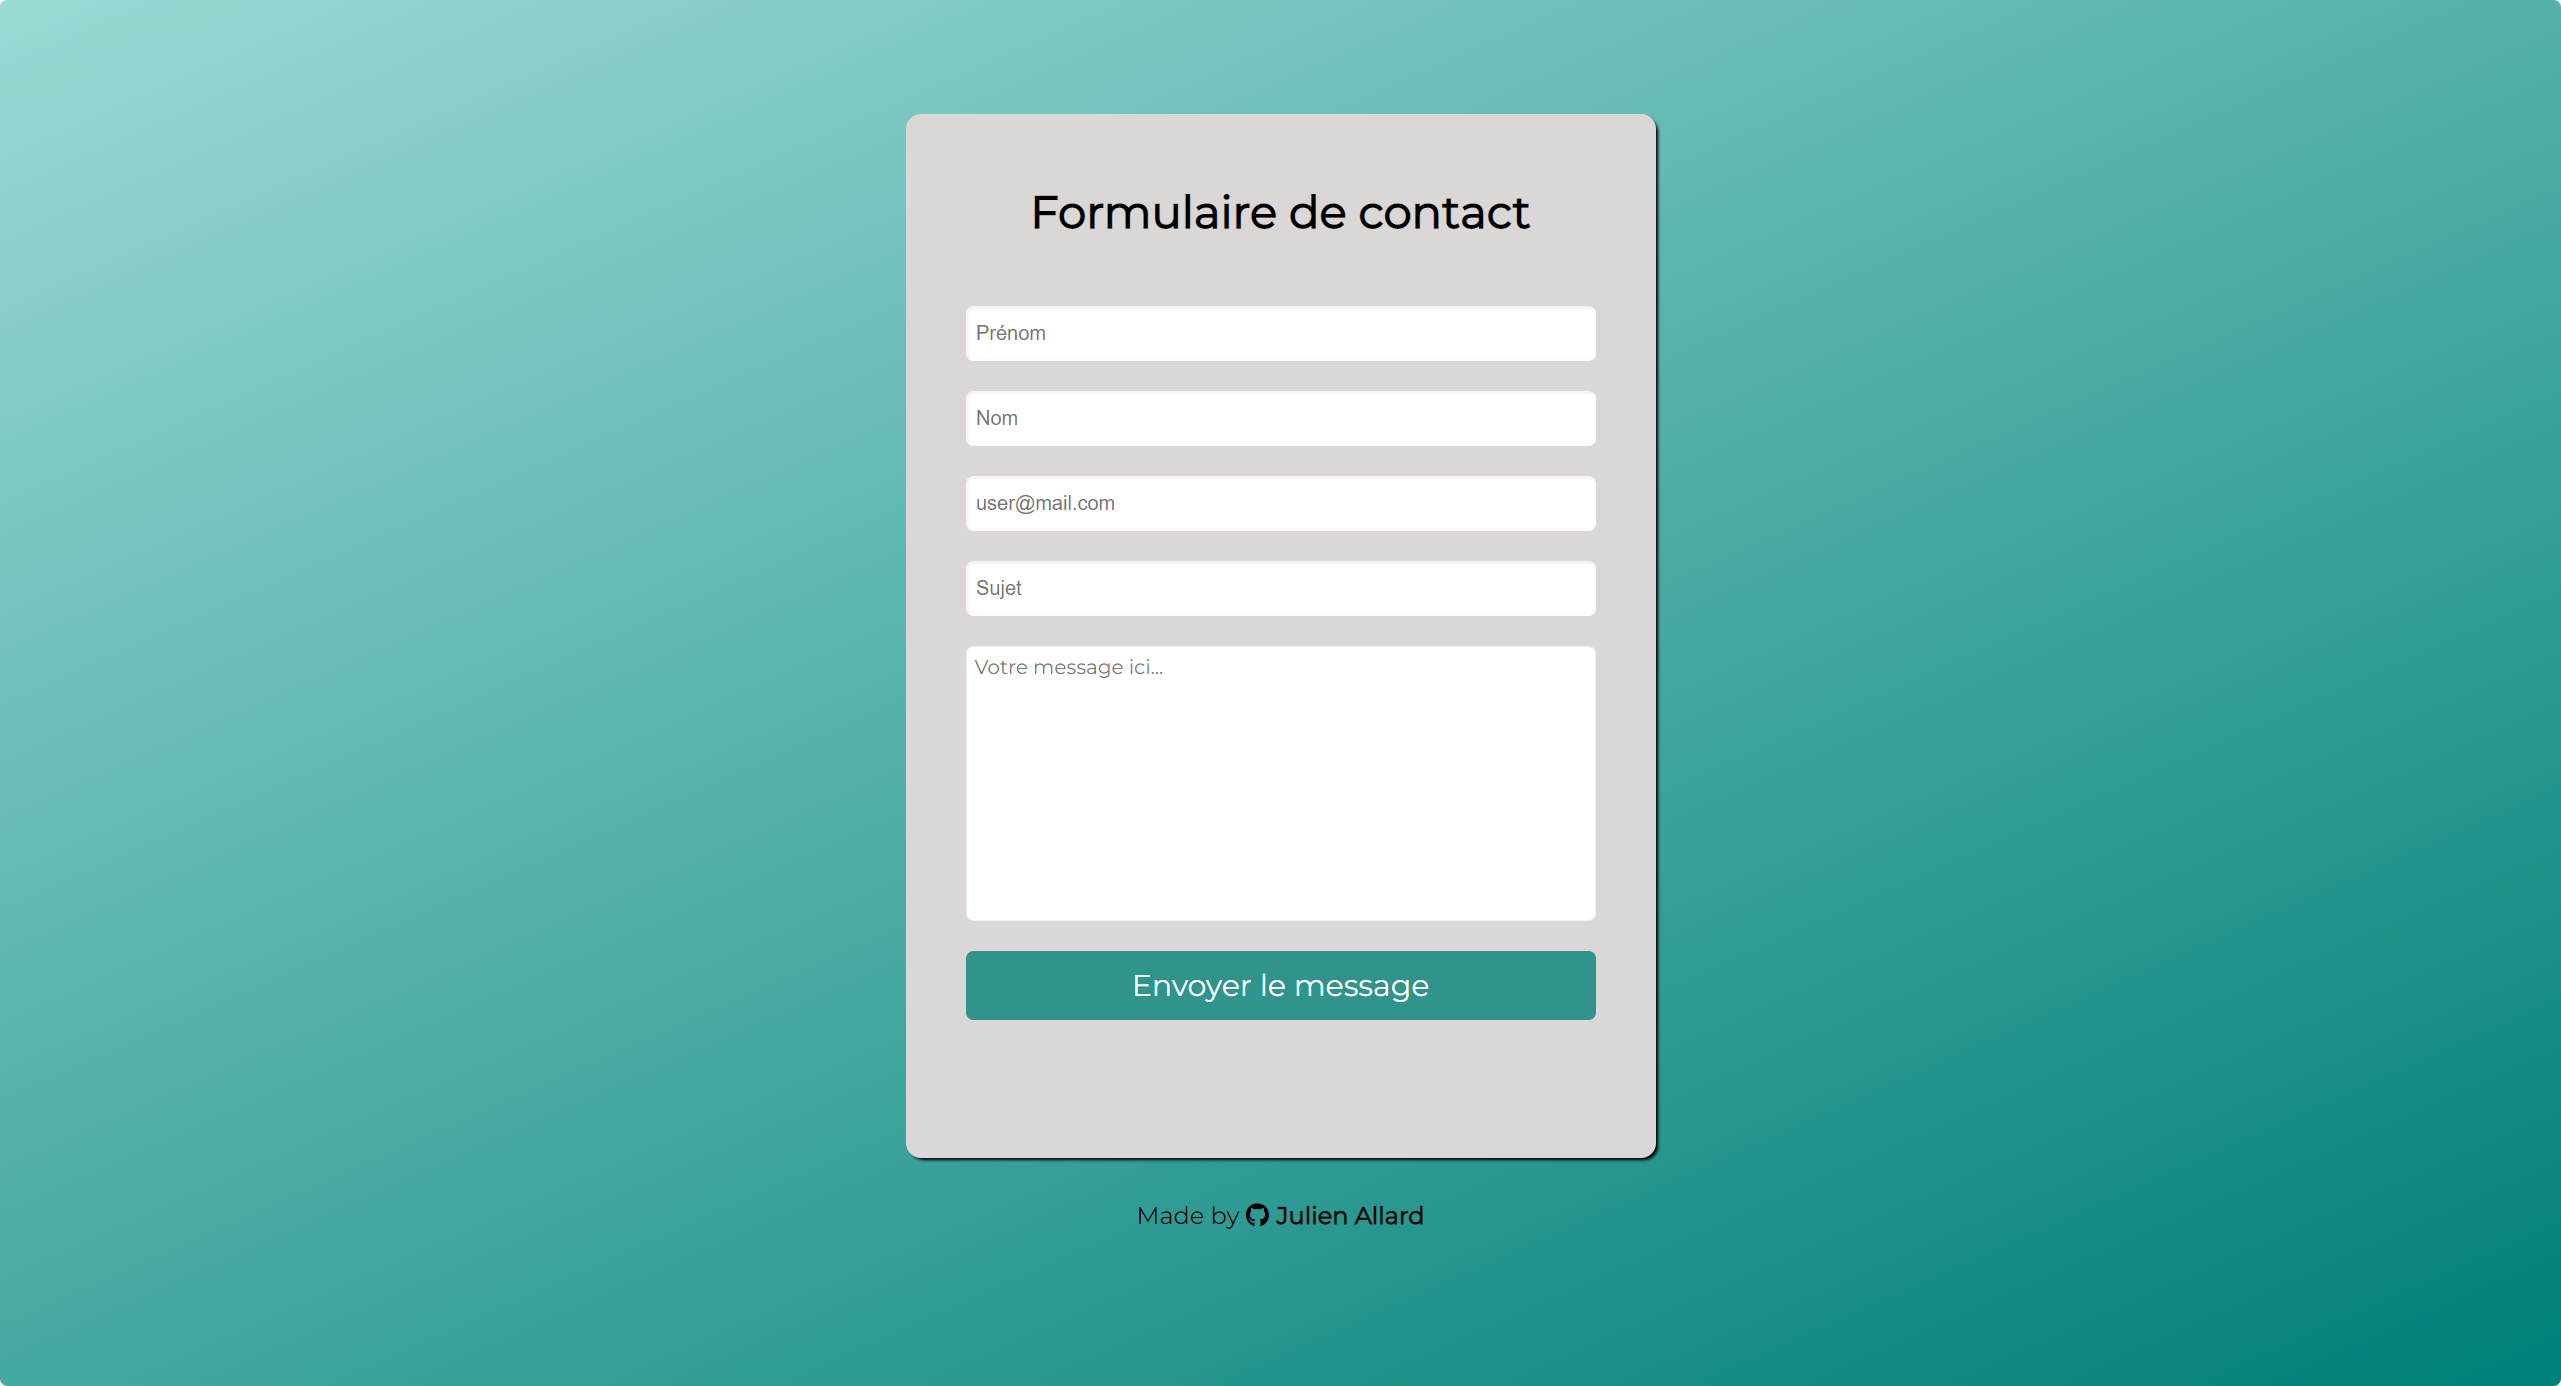 Formulaire de contact
Prénom
Nom
user@mail.com
Sujet
Votre message ici...
Envoyer le message
Made by Julien Allard